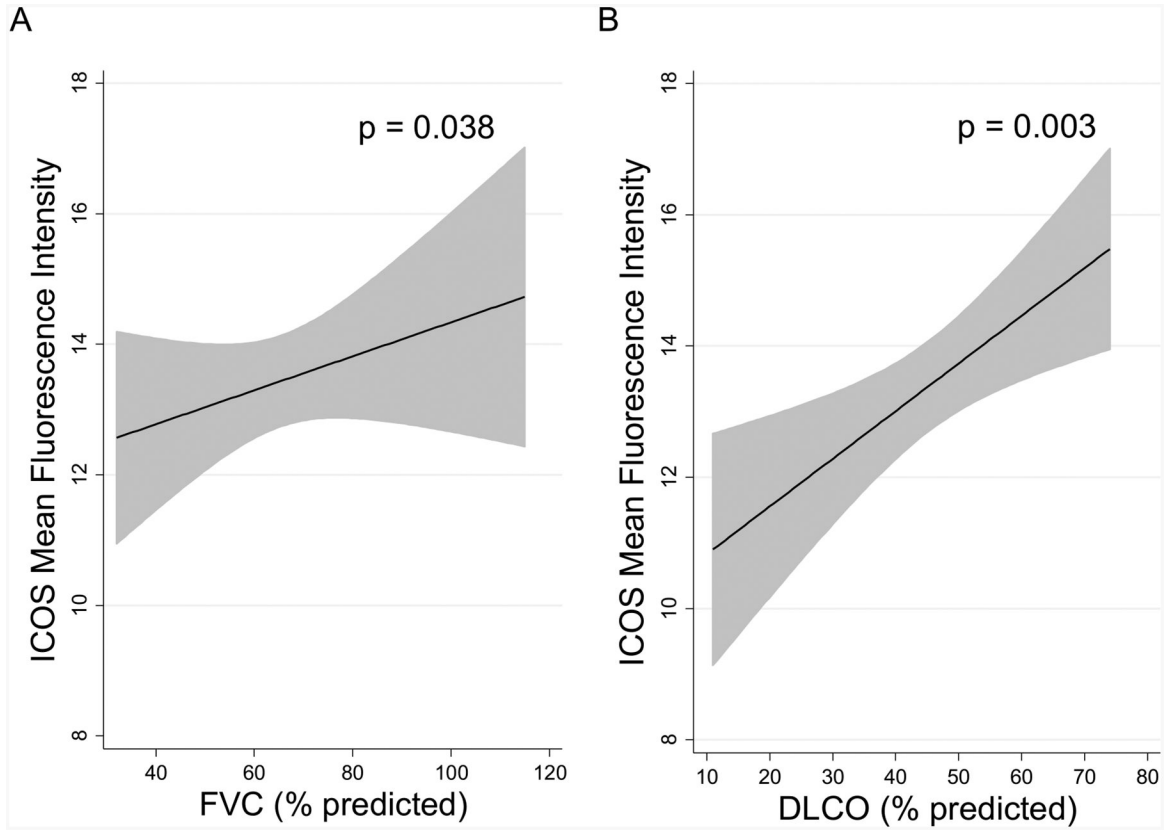 A
ICOS Mean Fluorescence Intensity
18
16
14
12
10
8
p = 0.038
40 60 80 100 120
FVC (% predicted)
B
ICOS Mean Fluorescence Intensity
18
16
14
12
10
8
p = 0.003
10 20 30 40 50 60 70 80
DLCO (% predicted)